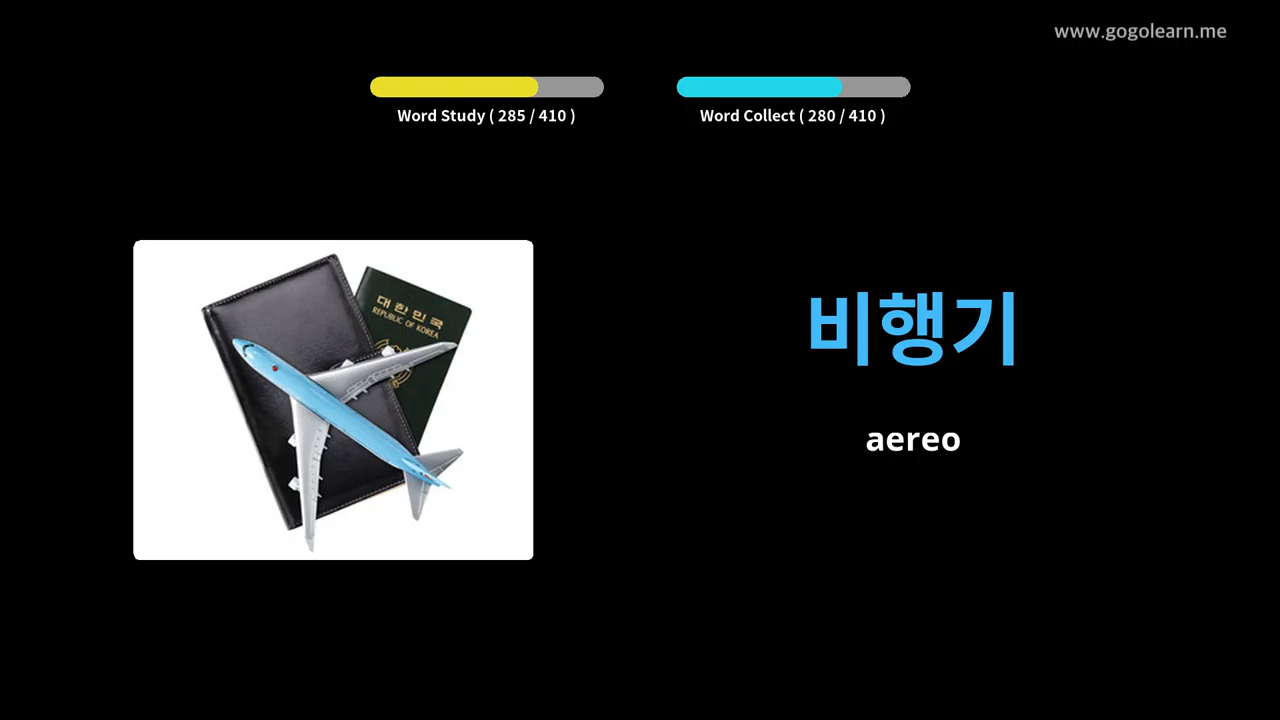 www.gogolearn.me
Word Study ( 285 / 410 )
Word Collect ( 280 / 410 )
대한민국
REPUBLIC OF KOREA
비행기
aereo